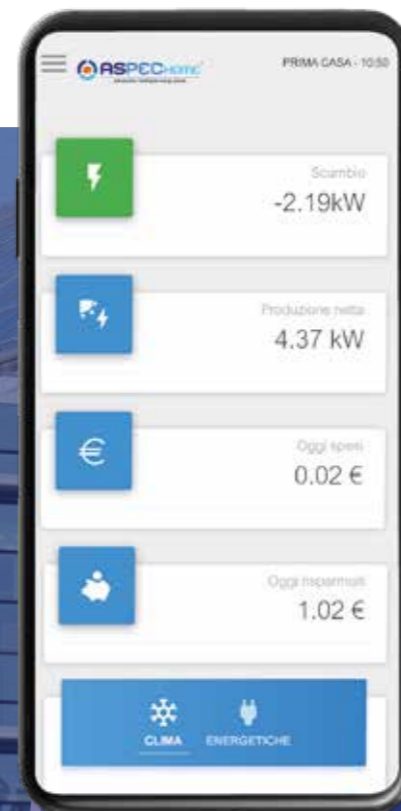 ASPECHOME
PRIMA CASA - 10:50
Scambio
-2.19kW
Produzione netta
4.37 kW
€
Oggi spesi
0.02 €
Oggi risparmiati
1.02 €
CLIMA
ENERGETICHE